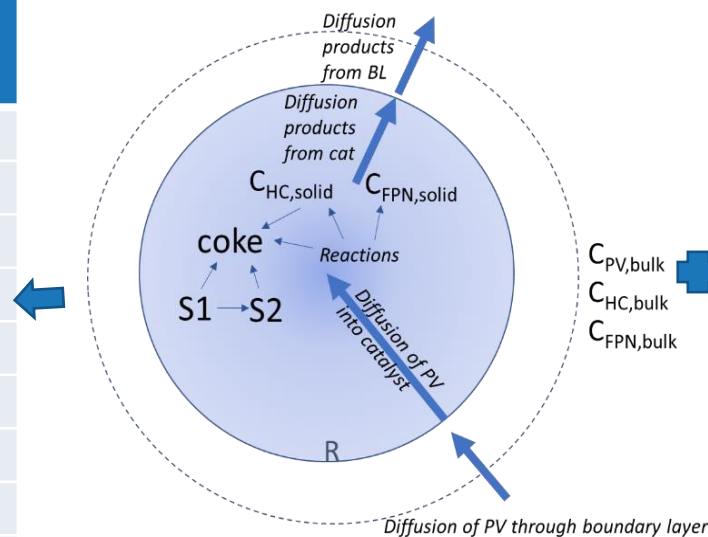 Diffusion
products
from BL
Diffusion
products
from cat
C_HC,solid
C_FPN,solid
coke
Reactions
S1
S2
Diffusion of PV
into catalyst
C_PV,bulk
C_HC,bulk
C_FPN,bulk
R
Diffusion of PV through boundary layer